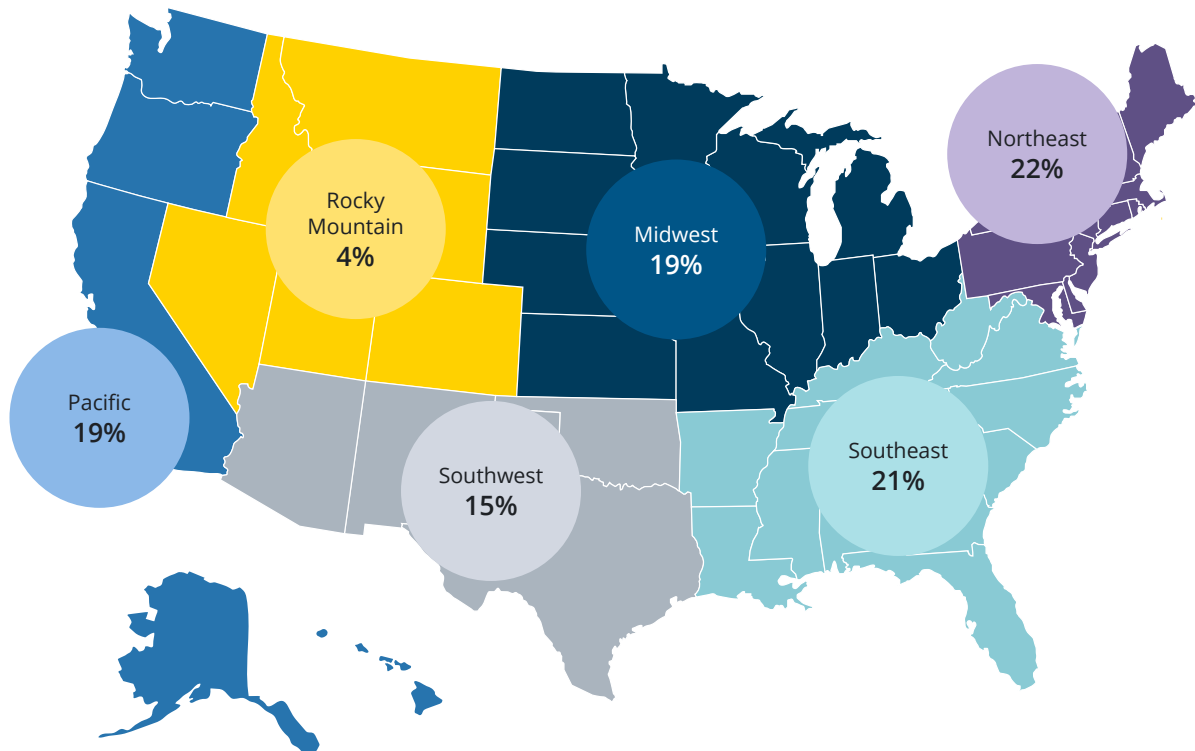 Northeast
22%
Rocky
Mountain
4%
Midwest
19%
Pacific
19%
Southwest
15%
Southeast
21%